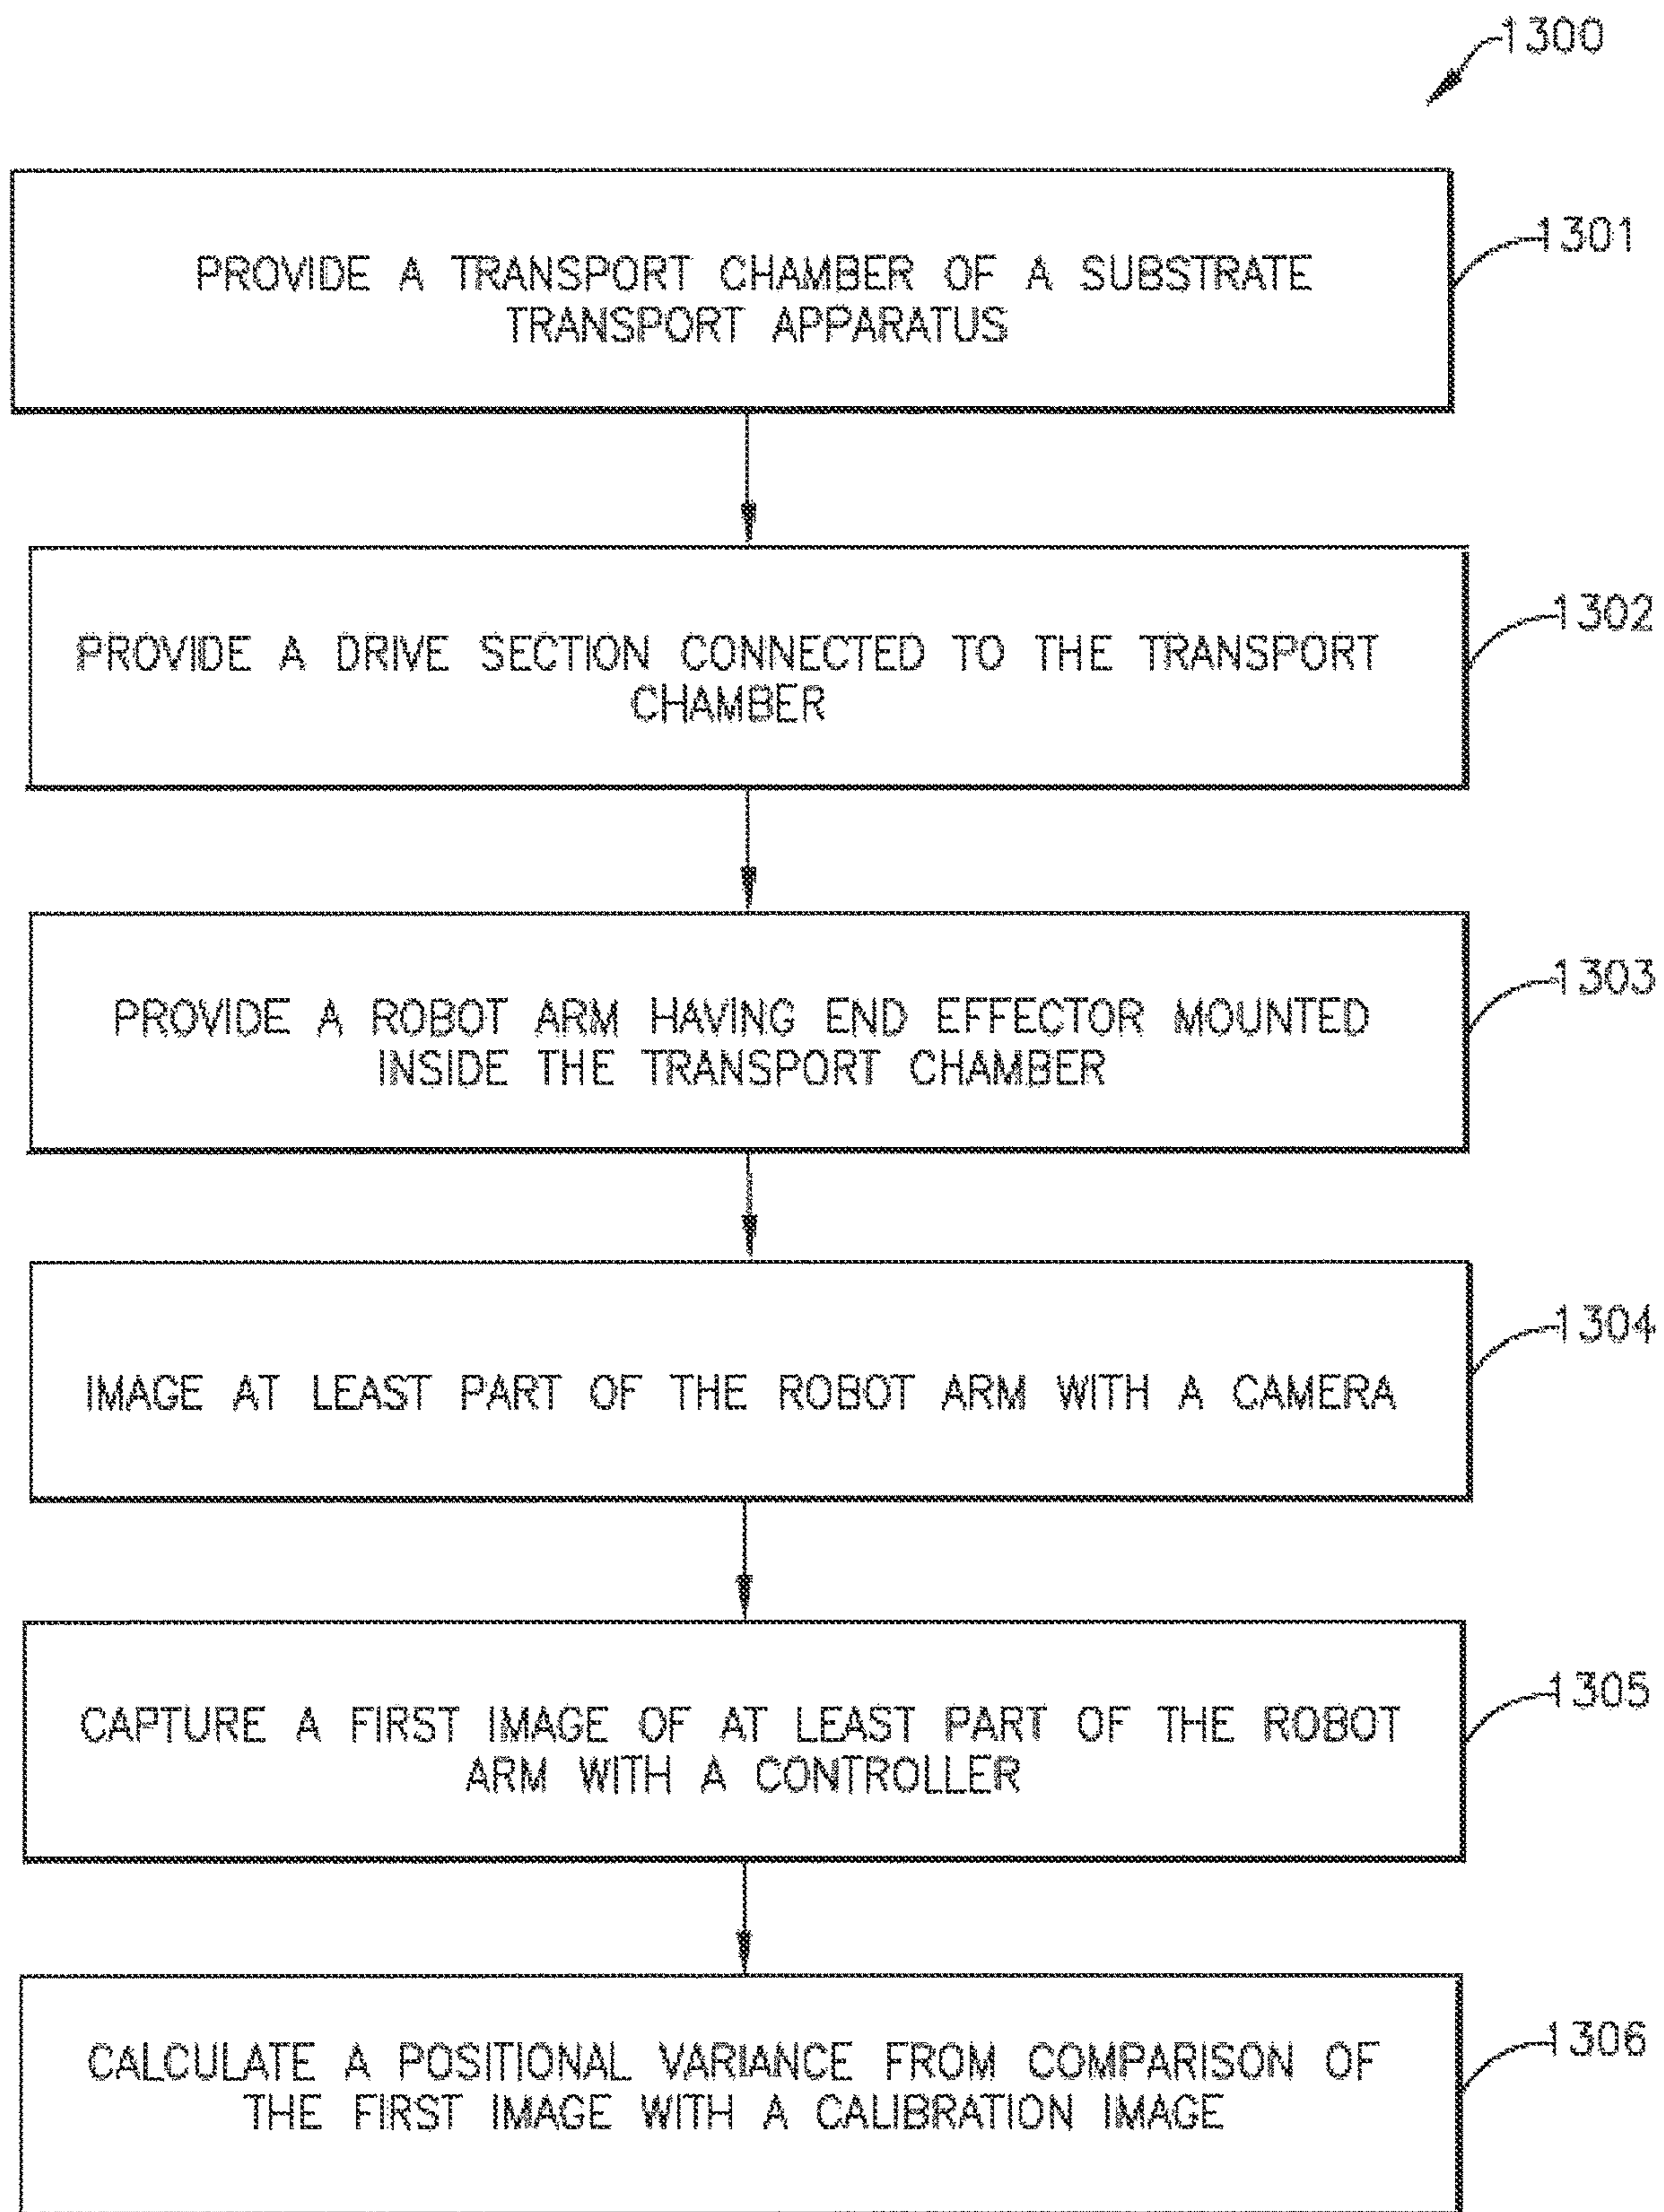 1300
1301
PROVIDE A TRANSPORT CHAMBER OF A SUBSTRATE
TRANSPORT APPARATUS
1302
PROVIDE A DRIVE SECTION CONNECTED TO THE TRANSPORT
CHAMBER
1303
PROVIDE A ROBOT ARM HAVING END EFFECTOR MOUNTED
INSIDE THE TRANSPORT CHAMBER
1304
IMAGE AT LEAST PART OF THE ROBOT ARM WITH A CAMERA
1305
CAPTURE A FIRST IMAGE OF AT LEAST PART OF THE ROBOT
ARM WITH A CONTROLLER
1306
CALCULATE A POSITIONAL VARIANCE FROM COMPARISON OF
THE FIRST IMAGE WITH A CALIBRATION IMAGE